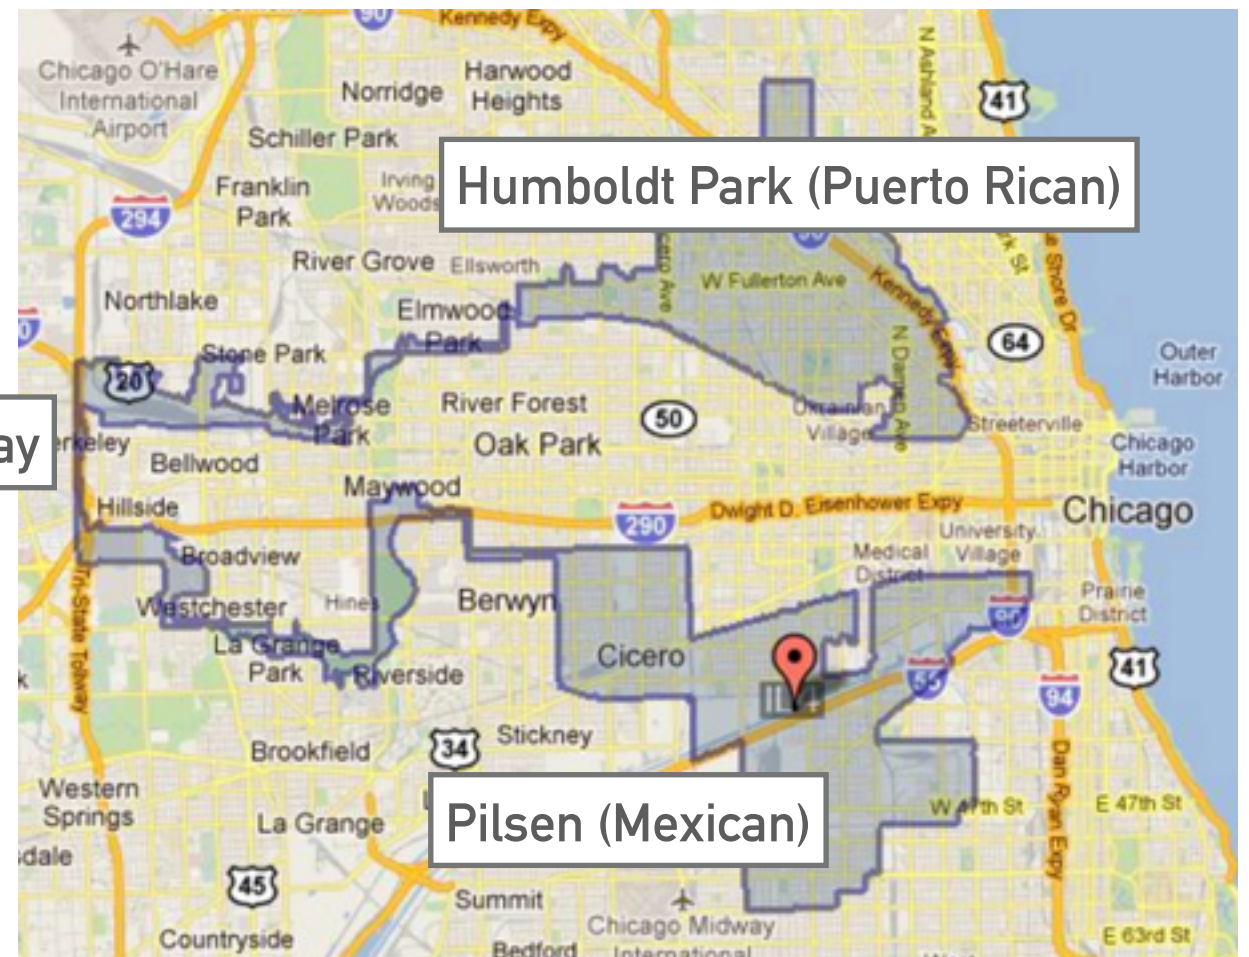 90
Kennedy Expy
Chicago O'Hare
International
Airport
Harwood
Heights
Norridge
N Ashland A
41
Schiller Park
Humboldt Park (Puerto Rican)
Franklin
Park
Irving
Woods
294
River Grove
Ellsworth
W Fullerton Ave
Kennedy Expy
e Shore Dr
Northlake
Elmwood
Park
N Damen Ave
64
Outer
Harbor
Stone Park
20
Melrose
Park
River Forest
50
Ukrainian
Village
Streeterville
ay
erkeley
Oak Park
Chicago
Harbor
Bellwood
Maywood
Hillside
290
Dwight D. Eisenhower Expy
Chicago
University
Village
Medical
District
Broadview
Westchester
Hines
Berwyn
Prairie
District
Tri-State Tollway
La Grange
Park
Riverside
Cicero
IL-4
55
94
41
Brookfield
34
Stickney
Western
Springs
La Grange
Pilsen (Mexican)
W 47th St
E 47th St
Dan Ryan Expy
sdale
45
Summit
Chicago Midway
International
Countryside
Bedford
E 63rd St